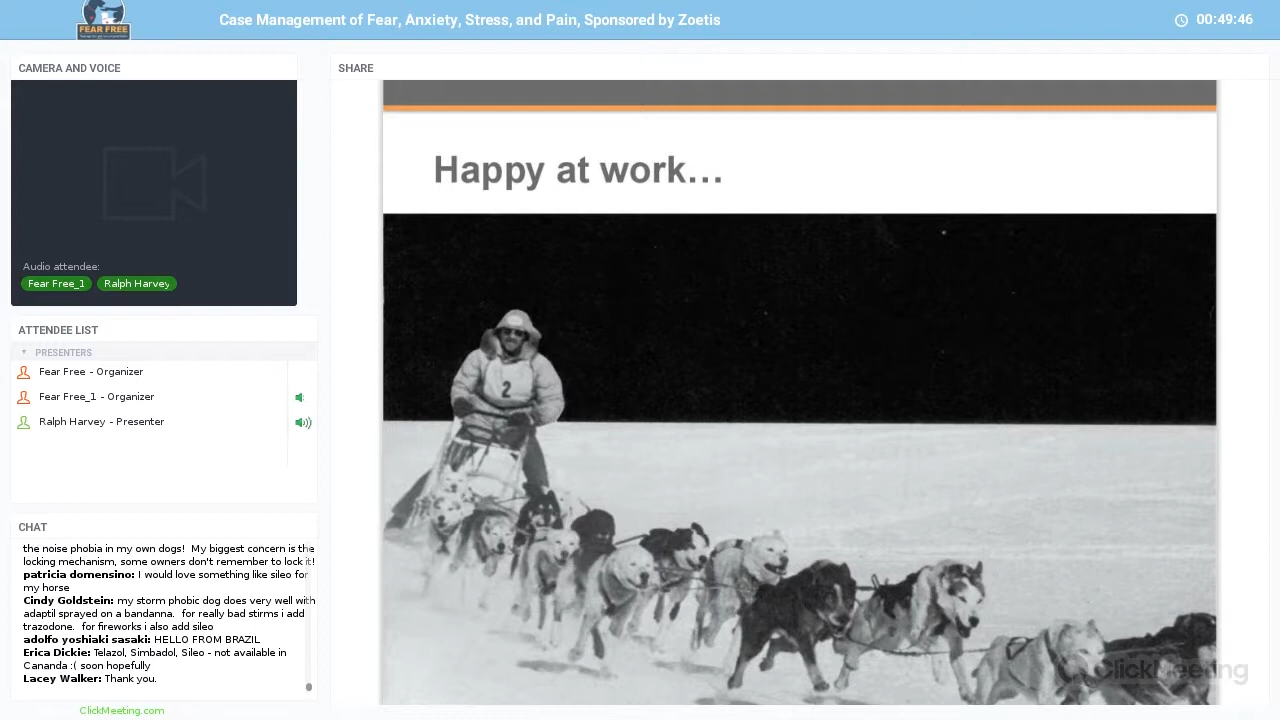 FEAR FREE
Case Management of Fear, Anxiety, Stress, and Pain, Sponsored by Zoetis
00:49:46
CAMERA AND VOICE
Audio attendee:
Fear Free_1
Ralph Harvey
ATTENDEE LIST
PRESENTERS
Fear Free - Organizer
Fear Free_1 - Organizer
Ralph Harvey - Presenter
CHAT
the noise phobia in my own dogs! My biggest concern is the
locking mechanism, some owners don't remember to lock it!
patricia domensino: I would love something like sileo for
my horse
Cindy Goldstein: my storm phobic dog does very well with
adaptil sprayed on a bandanna. for really bad stirms i add
trazodone. for fireworks i also add sileo
adolfo yoshiaki sasaki: HELLO FROM BRAZIL
Erica Dickie: Telazol, Simbadol, Sileo - not available in
Cananda :( soon hopefully
Lacey Walker: Thank you.
ClickMeeting.com
SHARE
Happy at work...
2
ClickMeeting